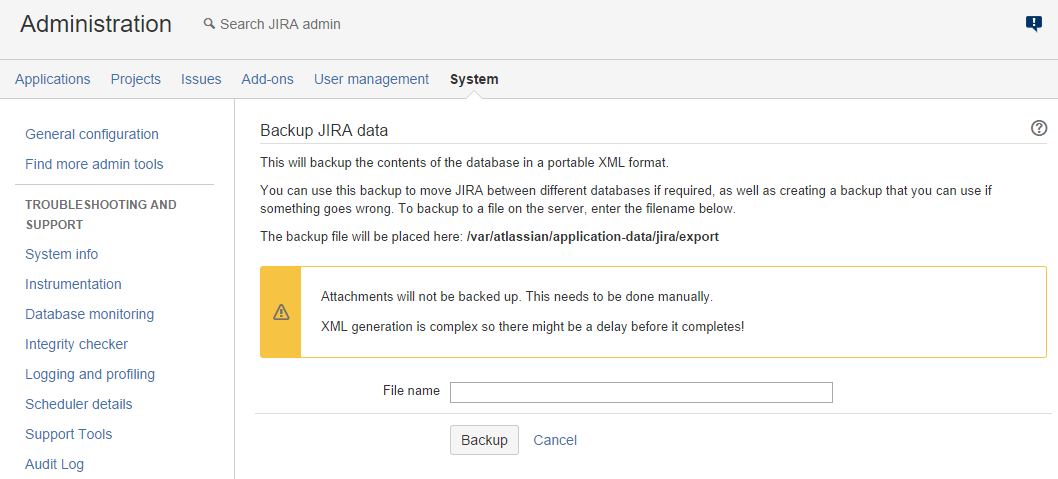 Administration
Search JIRA admin
Applications Projects Issues Add-ons User management System
General configuration
Find more admin tools
TROUBLESHOOTING AND
SUPPORT
System info
Instrumentation
Database monitoring
Integrity checker
Logging and profiling
Scheduler details
Support Tools
Audit Log
Backup JIRA data
This will backup the contents of the database in a portable XML format.
You can use this backup to move JIRA between different databases if required, as well as creating a backup that you can use if
something goes wrong. To backup to a file on the server, enter the filename below.
The backup file will be placed here: /var/atlassian/application-data/jira/export
Attachments will not be backed up. This needs to be done manually.
XML generation is complex so there might be a delay before it completes!
File name
Backup Cancel